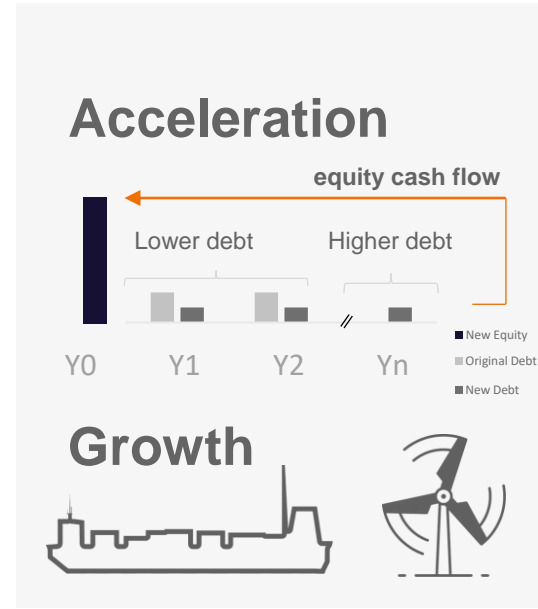 Acceleration
equity cash flow
Lower debt Higher debt
New Equity
Original Debt
New Debt
Y0 Y1 Y2 Yn
Growth